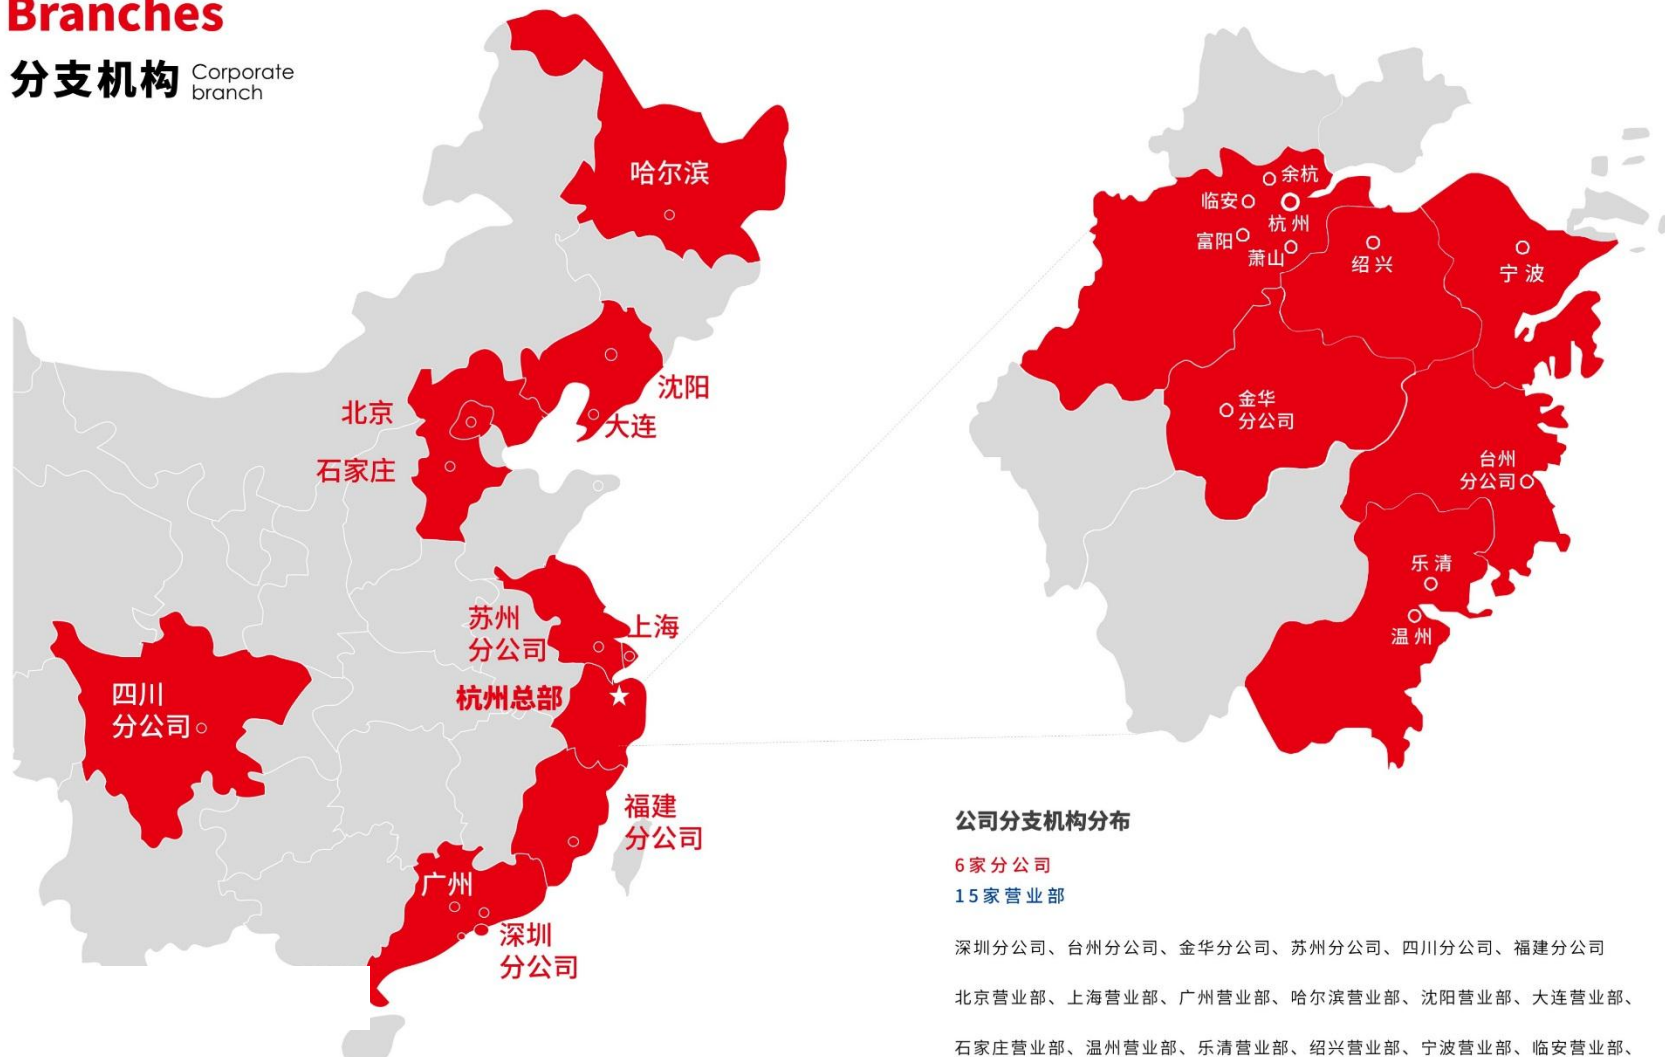 Branches
分支机构 Corporate
branch
哈尔滨
沈阳
大连
北京
石家庄
苏州
分公司
上海
杭州总部
四川
分公司
福建
分公司
广州
深圳
分公司
余杭
临安
杭州
富阳
萧山
绍兴
宁波
金华
分公司
台州
分公司
乐清
温州
公司分支机构分布
6家分公司
15家营业部
深圳分公司、台州分公司、金华分公司、苏州分公司、四川分公司、福建分公司
北京营业部、上海营业部、广州营业部、哈尔滨营业部、沈阳营业部、大连营业部、
石家庄营业部、温州营业部、乐清营业部、绍兴营业部、宁波营业部、临安营业部、